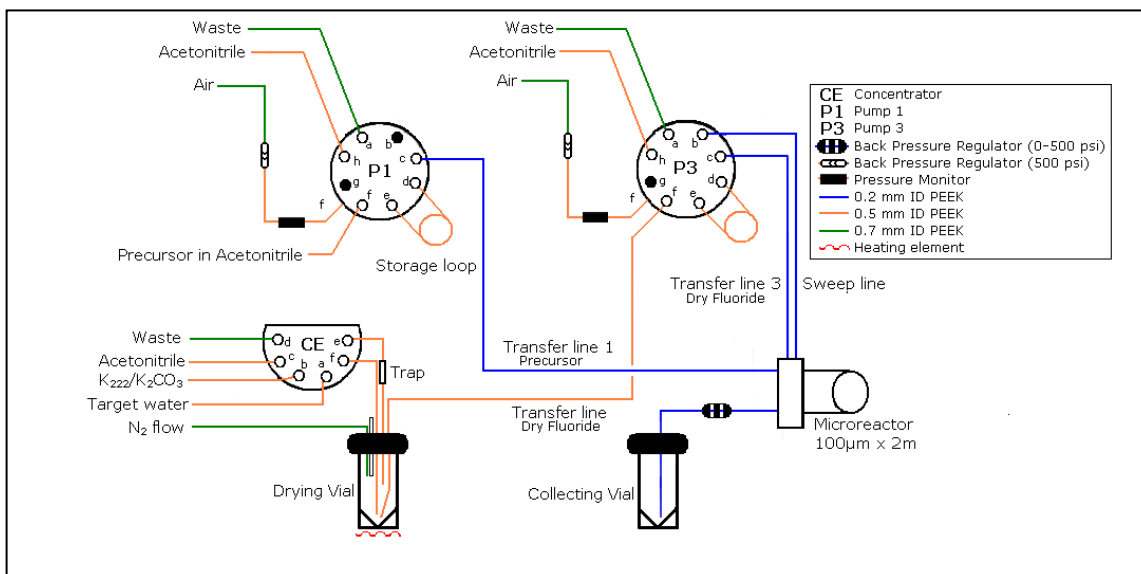 Waste
Acetonitrile
Air
a
b
h
P1
c
g
d
f
f
e
Precursor in Acetonitrile
Storage loop
Waste
Acetonitrile
Air
a
b
h
P3
c
g
d
f
f
e
CE Concentrator
P1 Pump 1
P3 Pump 3
Back Pressure Regulator (0-500 psi)
Back Pressure Regulator (500 psi)
Pressure Monitor
0.2 mm ID PEEK
0.5 mm ID PEEK
0.7 mm ID PEEK
Heating element
Transfer line 3
Dry Fluoride
Sweep line
Transfer line 1
Precursor
Waste
Acetonitrile
K₂₂₂/K₂CO₃
Target water
N₂ flow
d
CE
e
c
b
a
f
Trap
Transfer line
Dry Fluoride
Drying Vial
Collecting Vial
Microreactor
100µm x 2m